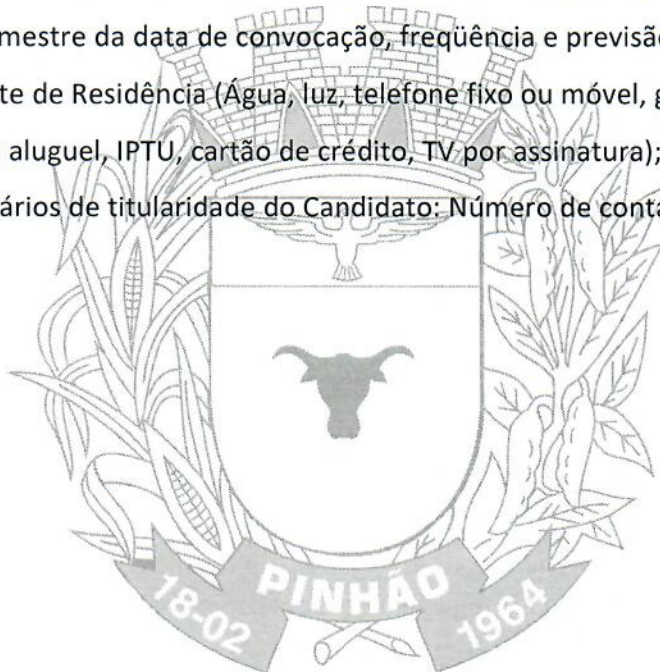 mestre da data de convocação, freqüência e previsão
te de Residência (Água, luz, telefone fixo ou móvel, g
aluguel, IPTU, cartão de crédito, TV por assinatura);
ários de titularidade do Candidato: Número de conta
18-02 PINHÃO 1964